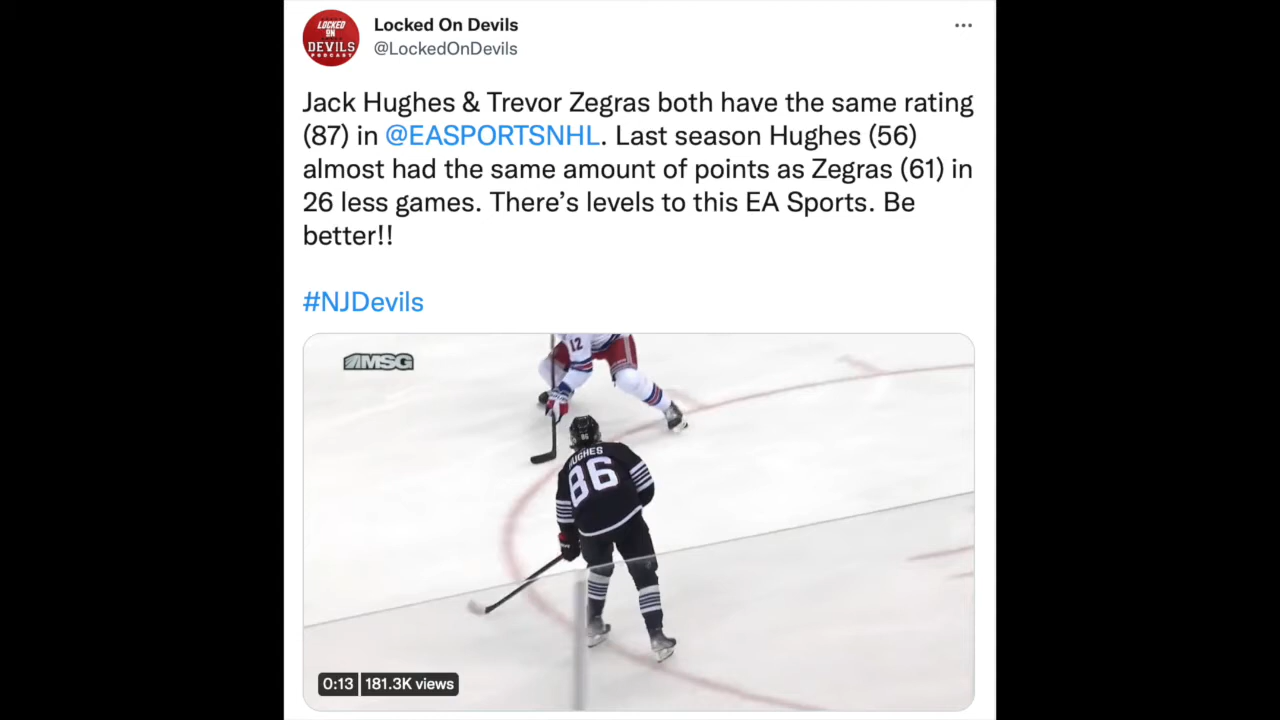 LOCKED
ON
DEVILS
PODCAST
Locked On Devils
@LockedOnDevils
Jack Hughes & Trevor Zegras both have the same rating
(87) in @EASPORTSNHL. Last season Hughes (56)
almost had the same amount of points as Zegras (61) in
26 less games. There’s levels to this EA Sports. Be
better!!
#NJDevils
MSG
12
86
HUGHES
86
0:13 181.3K views